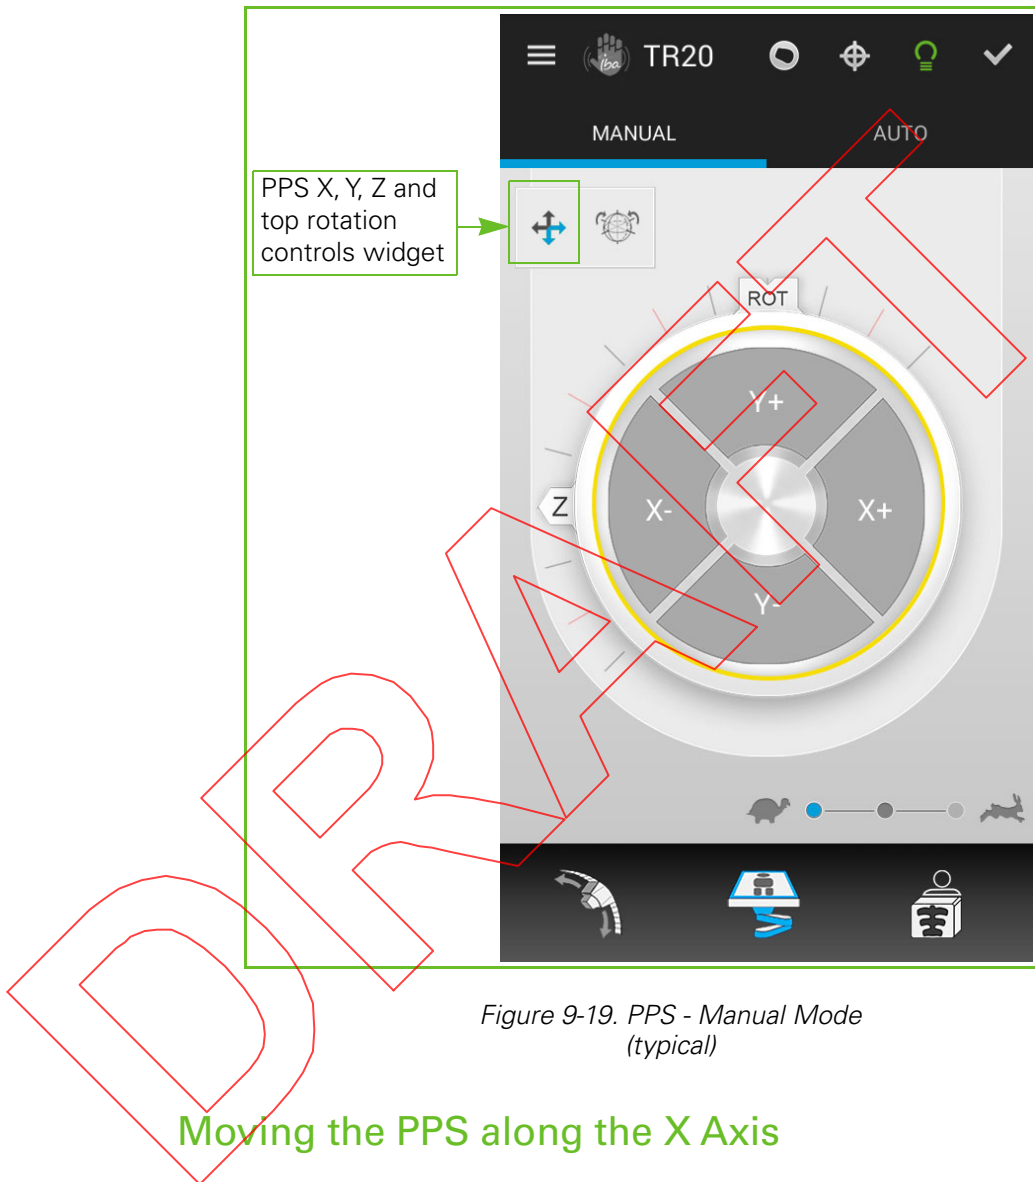 iba TR20
MANUAL AUTO
PPS X, Y, Z and
top rotation
controls widget
ROT
Y+
Z X- X+
Y-
DRAFT
Figure 9-19. PPS - Manual Mode
(typical)
Moving the PPS along the X Axis